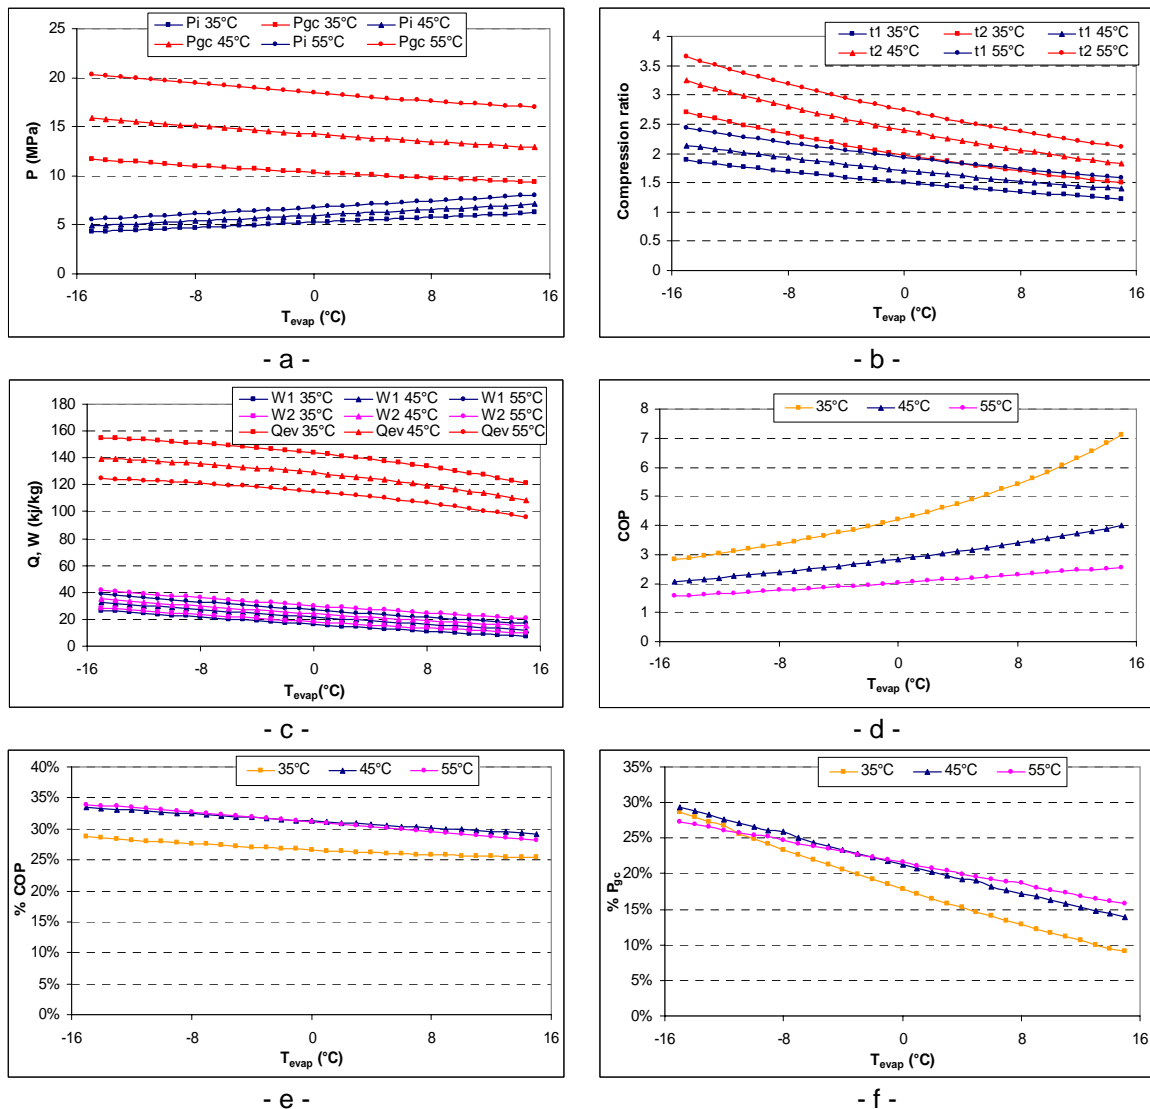 Pi 35°C Pgc 35°C Pi 45°C
Pgc 45°C Pi 55°C Pgc 55°C
25
20
15
10
5
0
P (MPa)
-16 -8 0 8 16
Tevap (°C)
- a -
t1 35°C t2 35°C t1 45°C
t2 45°C t1 55°C t2 55°C
4
3.5
3
2.5
2
1.5
1
0.5
0
Compression ratio
-16 -8 0 8 16
Tevap (°C)
- b -
W1 35°C W1 45°C W1 55°C
W2 35°C W2 45°C W2 55°C
Qev 35°C Qev 45°C Qev 55°C
180
160
140
120
100
80
60
40
20
0
Q, W (kj/kg)
-16 -8 0 8 16
Tevap(°C)
- c -
35°C 45°C 55°C
8
7
6
5
4
3
2
1
0
COP
-16 -8 0 8 16
Tevap (°C)
- d -
35°C 45°C 55°C
40%
35%
30%
25%
20%
15%
10%
5%
0%
% COP
-16 -8 0 8 16
Tevap (°C)
- e -
35°C 45°C 55°C
35%
30%
25%
20%
15%
10%
5%
0%
% Pgc
-16 -8 0 8 16
Tevap (°C)
- f -